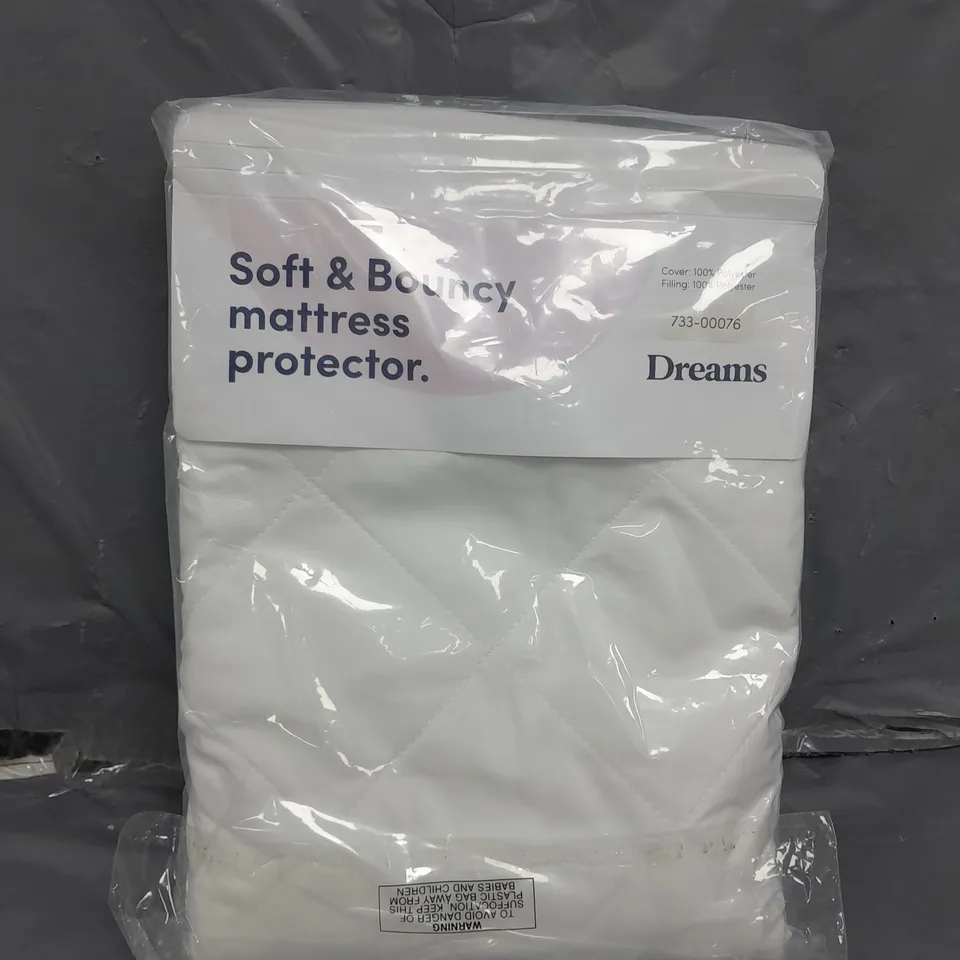 Soft & Bouncy
mattress
protector.
Cover: 100% Polyester
Filling: 100% Polyester
733-00076
Dreams
WARNING
TO AVOID DANGER OF
SUFFOCATION, KEEP THIS
PLASTIC BAG AWAY FROM
BABIES AND CHILDREN